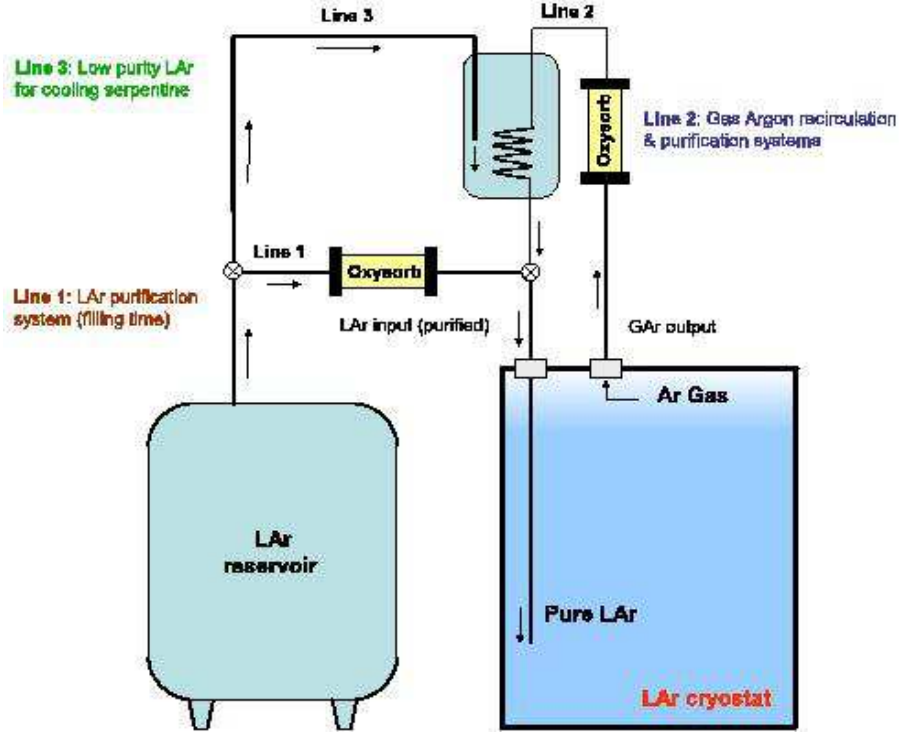 Line 3
Line 2
Line 3: Low purity LAr
for cooling serpentine
Oxysorb
Line 2: Gas Argon recirculation
& purification systems
Line 1
Oxysorb
Line 1: LAr purification
system (filling time)
LAr input (purified)
GAr output
Ar Gas
LAr
reservoir
Pure LAr
LAr cryostat